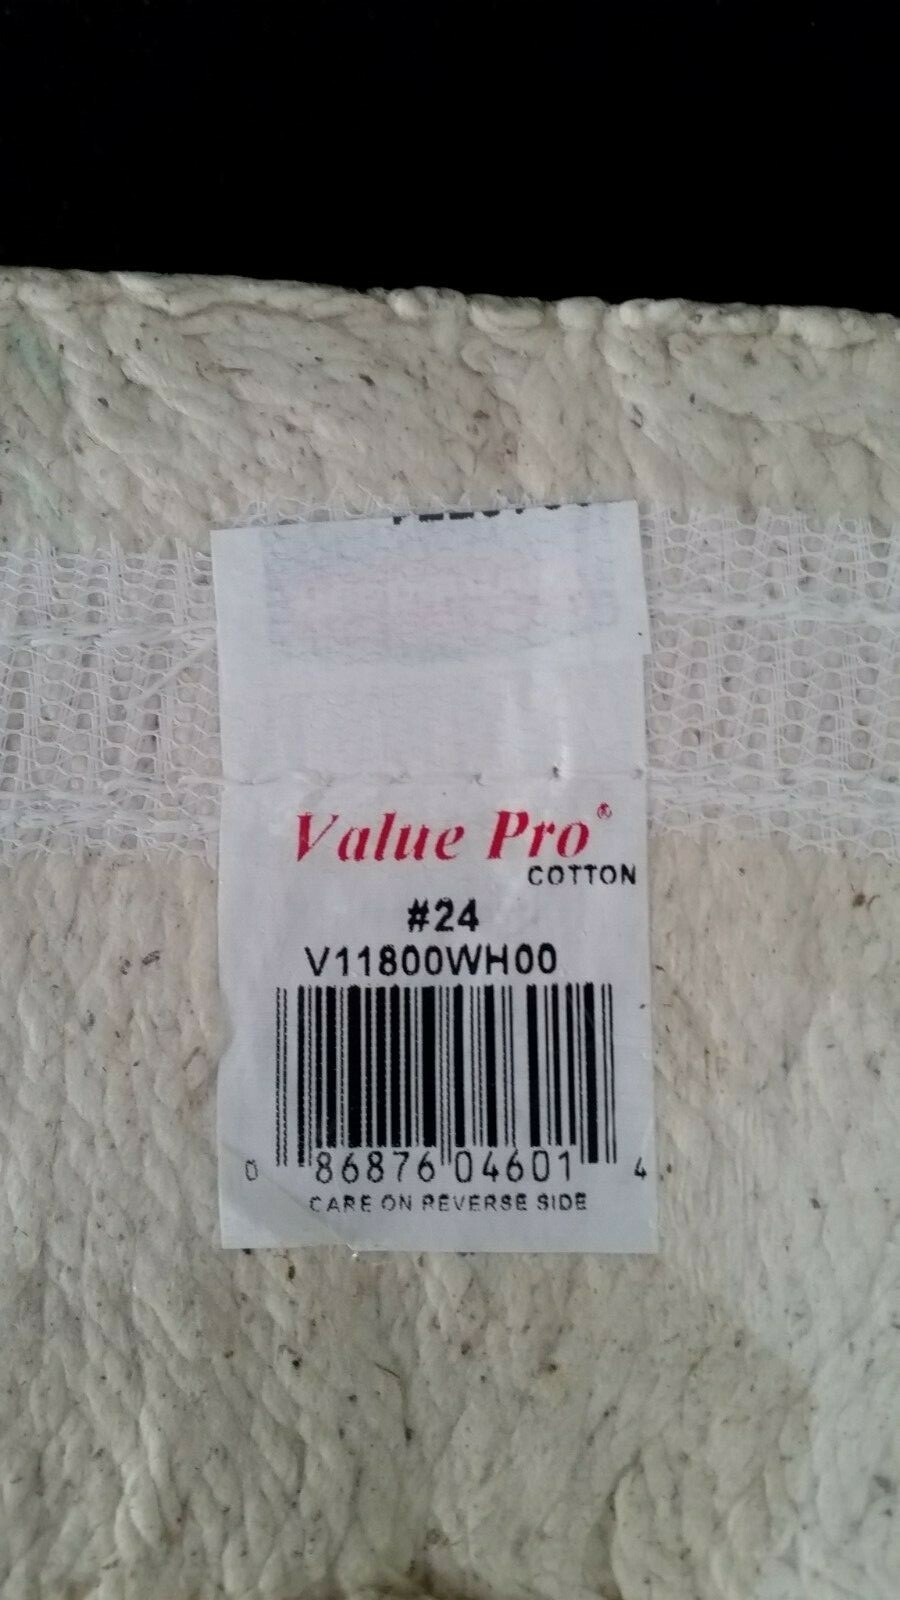 Value Pro®
COTTON
#24
V11800WH00
0 86876 04601 4
CARE ON REVERSE SIDE